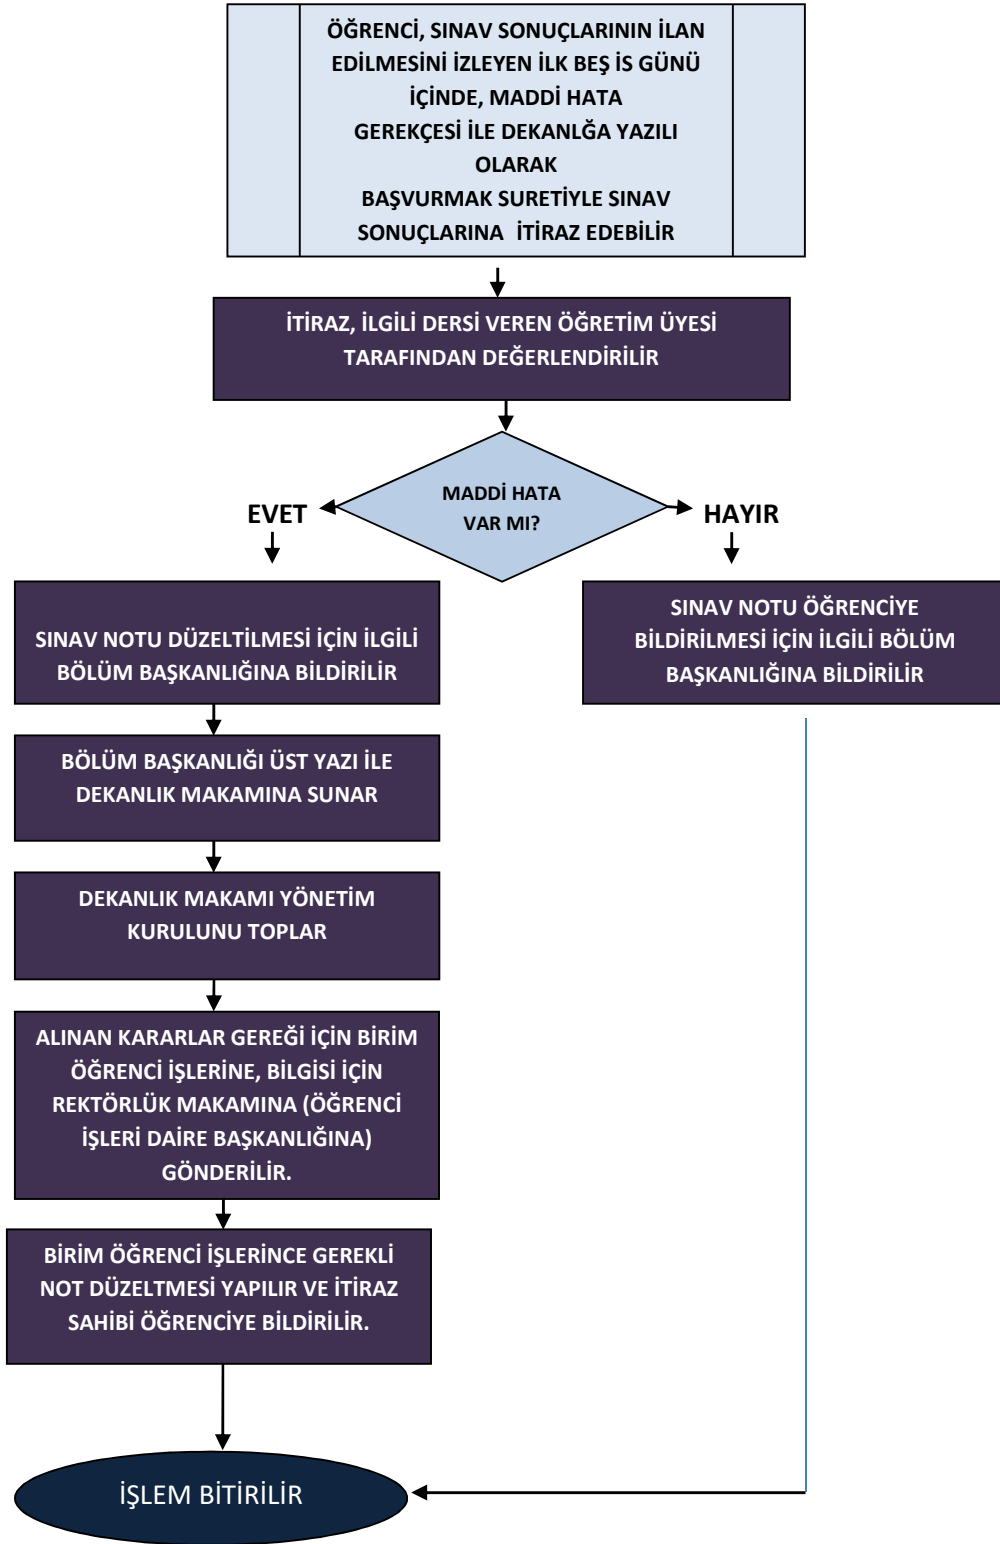 ÖĞRENCİ, SINAV SONUÇLARININ İLAN
EDİLMESİNİ İZLEYEN İLK BEŞ IS GÜNÜ
İÇİNDE, MADDİ HATA
GEREKÇESİ İLE DEKANLĞA YAZILI
OLARAK
BAŞVURMAK SURETİYLE SINAV
SONUÇLARINA İTİRAZ EDEBİLİR
İTİRAZ, İLGİLİ DERSİ VEREN ÖĞRETİM ÜYESİ
TARAFINDAN DEĞERLENDİRİLİR
MADDİ HATA
VAR MI?
EVET
HAYIR
SINAV NOTU DÜZELTİLMESİ İÇİN İLGİLİ
BÖLÜM BAŞKANLIĞINA BİLDİRİLİR
SINAV NOTU ÖĞRENCİYE
BİLDİRİLMESİ İÇİN İLGİLİ BÖLÜM
BAŞKANLIĞINA BİLDİRİLİR
BÖLÜM BAŞKANLIĞI ÜST YAZI İLE
DEKANLIK MAKAMINA SUNAR
DEKANLIK MAKAMI YÖNETİM
KURULUNU TOPLAR
ALINAN KARARLAR GEREĞİ İÇİN BİRİM
ÖĞRENCİ İŞLERİNE, BİLGİSİ İÇİN
REKTÖRLÜK MAKAMINA (ÖĞRENCİ
İŞLERİ DAİRE BAŞKANLIĞINA)
GÖNDERİLİR.
BİRİM ÖĞRENCİ İŞLERİNCE GEREKLİ
NOT DÜZELTMESİ YAPILIR VE İTİRAZ
SAHİBİ ÖĞRENCİYE BİLDİRİLİR.
İŞLEM BİTİRİLİR